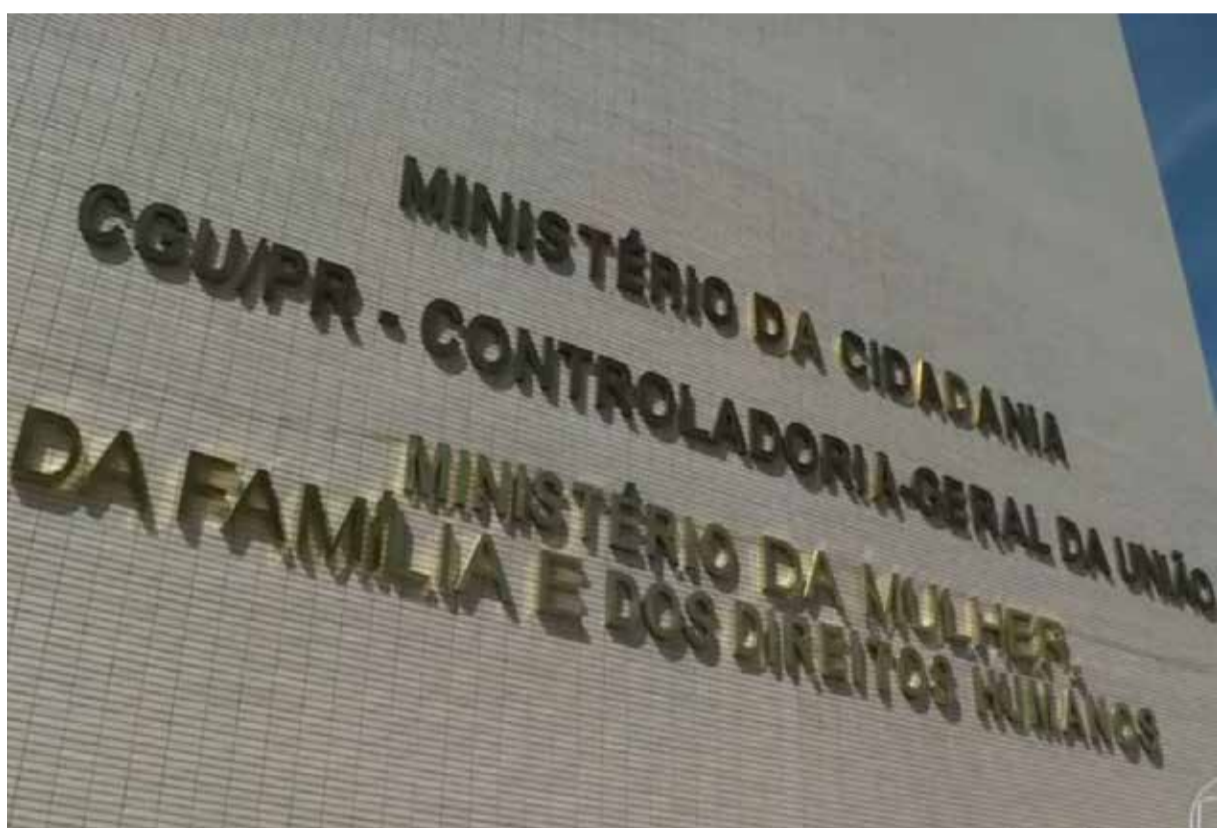 MINISTÉRIO DA CIDADANIA
CGU/PR - CONTROLADORIA-GERAL DA UNIÃO
MINISTÉRIO DA MULHER,
DA FAMÍLIA E DOS DIREITOS HUMANOS